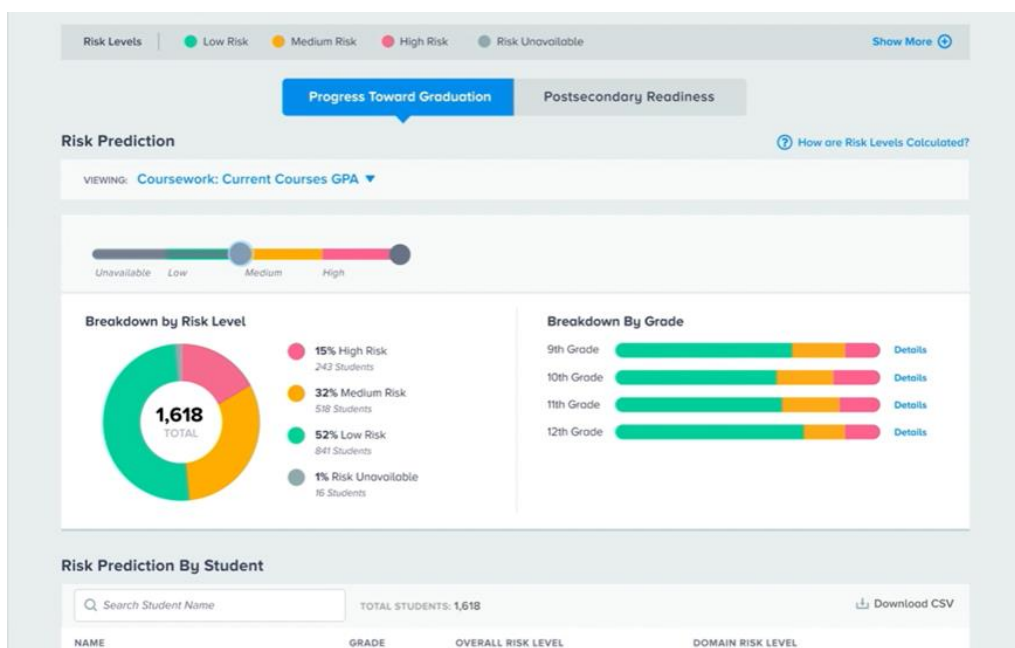 Risk Levels Low Risk Medium Risk High Risk Risk Unavailable Show More
Progress Toward Graduation Postsecondary Readiness
Risk Prediction
? How are Risk Levels Calculated?
VIEWING: Coursework: Current Courses GPA
Unavailable Low Medium High
Breakdown by Risk Level
1,618
TOTAL
15% High Risk
243 Students
32% Medium Risk
518 Students
52% Low Risk
841 Students
1% Risk Unavailable
16 Students
Breakdown By Grade
9th Grade Details
10th Grade Details
11th Grade Details
12th Grade Details
Risk Prediction By Student
Search Student Name TOTAL STUDENTS: 1,618 Download CSV
NAME GRADE OVERALL RISK LEVEL DOMAIN RISK LEVEL